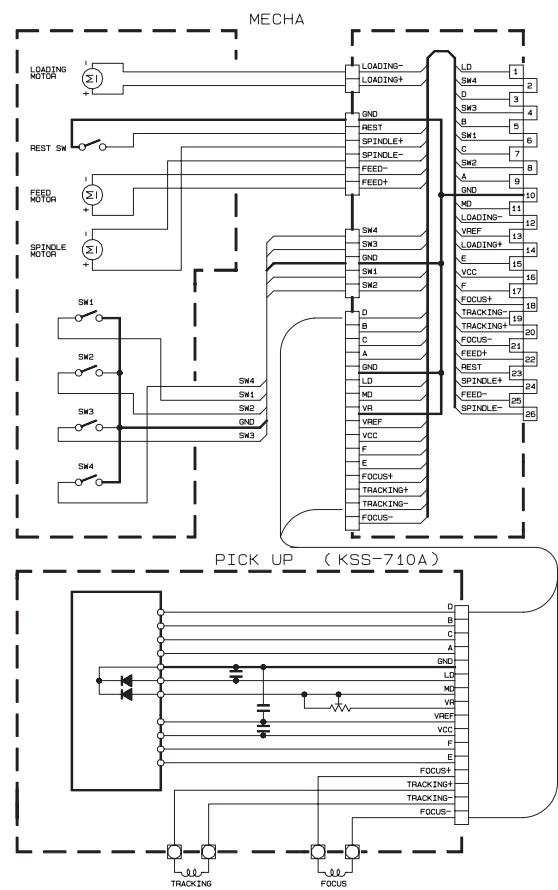 MECHA
LOADING
MOTOR
REST SW
FEED
MOTOR
SPINDLE
MOTOR
SW1
SW2
SW3
SW4
SW4
SW1
SW2
GND
SW3
LOADING-
LOADING+
GND
REST
SPINDLE+
SPINDLE-
FEED-
FEED+
SW4
SW3
GND
SW1
SW2
D
B
C
A
GND
LD
MD
VR
VREF
VCC
F
E
FOCUS+
TRACKING+
TRACKING-
FOCUS-
LD 1
SW4 2
D 3
SW3 4
B 5
SW1 6
C 7
SW2 8
A 9
GND 10
MD 11
LOADING- 12
VREF 13
LOADING+ 14
E 15
VCC 16
F 17
FOCUS+ 18
TRACKING- 19
TRACKING+ 20
FOCUS- 21
FEED+ 22
REST 23
SPINDLE+ 24
FEED- 25
SPINDLE- 26
PICK UP (KSS-710A)
D
B
C
A
GND
LD
MD
VR
VREF
VCC
F
E
FOCUS+
TRACKING+
TRACKING-
FOCUS-
TRACKING
FOCUS